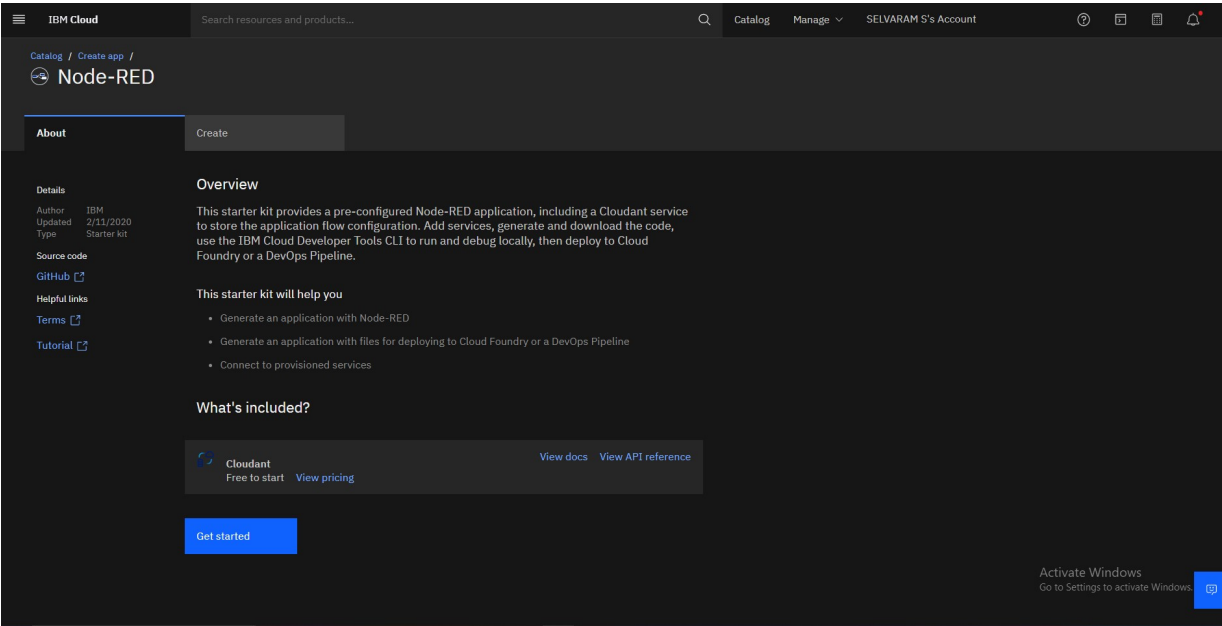 IBM Cloud
Search resources and products...
Catalog
Manage
SELVARAM S's Account
Catalog / Create app /
Node-RED
About
Create
Details
Author IBM
Updated 2/11/2020
Type Starter kit
Source code
GitHub
Helpful links
Terms
Tutorial
Overview
This starter kit provides a pre-configured Node-RED application, including a Cloudant service
to store the application flow configuration. Add services, generate and download the code,
use the IBM Cloud Developer Tools CLI to run and debug locally, then deploy to Cloud
Foundry or a DevOps Pipeline.
This starter kit will help you
• Generate an application with Node-RED
• Generate an application with files for deploying to Cloud Foundry or a DevOps Pipeline
• Connect to provisioned services
What's included?
Cloudant
Free to start View pricing
View docs View API reference
Get started
Activate Windows
Go to Settings to activate Windows.